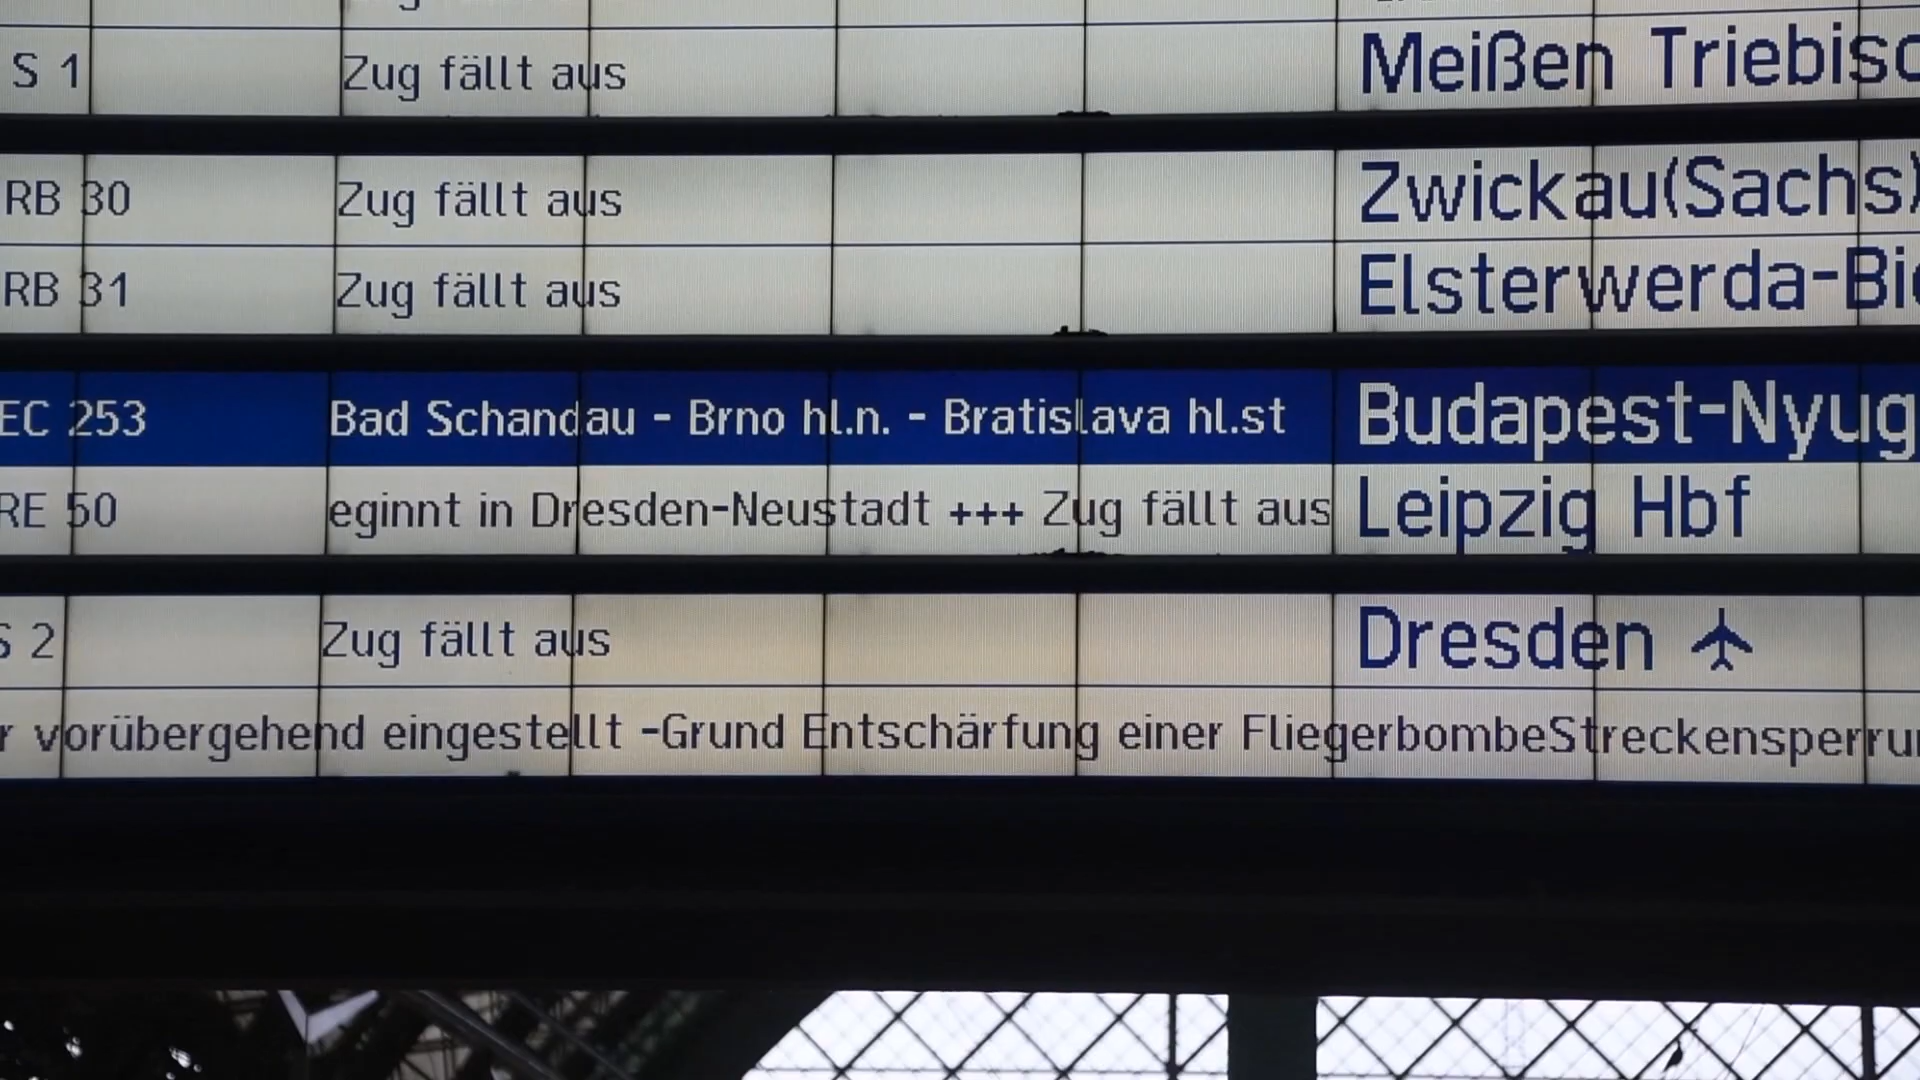 S 1 Zug fällt aus Meißen Triebisc
RB 30 Zug fällt aus Zwickau(Sachs)
RB 31 Zug fällt aus Elsterwerda-Bi
EC 253 Bad Schandau - Brno hl.n. - Bratislava hl.st Budapest-Nyug
RE 50 eginnt in Dresden-Neustadt +++ Zug fällt aus Leipzig Hbf
S 2 Zug fällt aus Dresden
r vorübergehend eingestellt -Grund Entschärfung einer FliegerbombeStreckensperru